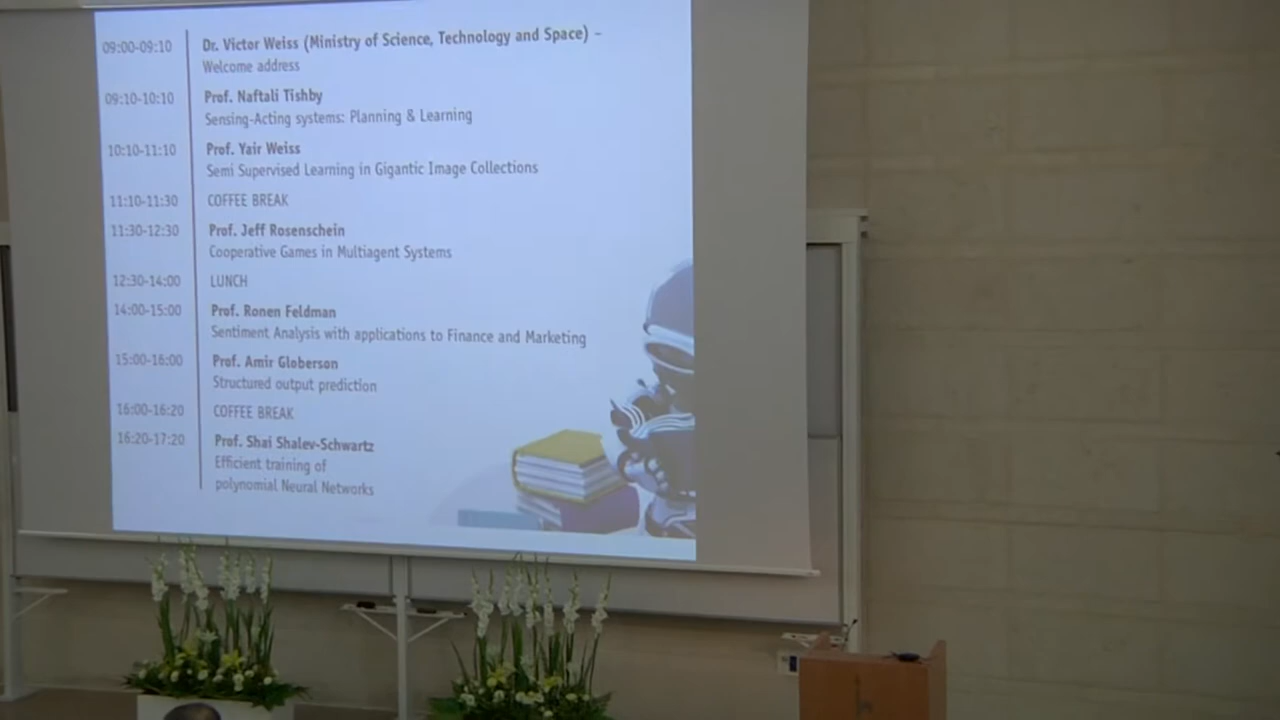 09:00-09:10 Dr. Victor Weiss (Ministry of Science, Technology and Space) –
Welcome address
09:10-10:10 Prof. Naftali Tishby
Sensing-Acting systems: Planning & Learning
10:10-11:10 Prof. Yair Weiss
Semi Supervised Learning in Gigantic Image Collections
11:10-11:30 COFFEE BREAK
11:30-12:30 Prof. Jeff Rosenschein
Cooperative Games in Multiagent Systems
12:30-14:00 LUNCH
14:00-15:00 Prof. Ronen Feldman
Sentiment Analysis with applications to Finance and Marketing
15:00-16:00 Prof. Amir Globerson
Structured output prediction
16:00-16:20 COFFEE BREAK
16:20-17:20 Prof. Shai Shalev-Schwartz
Efficient training of
polynomial Neural Networks